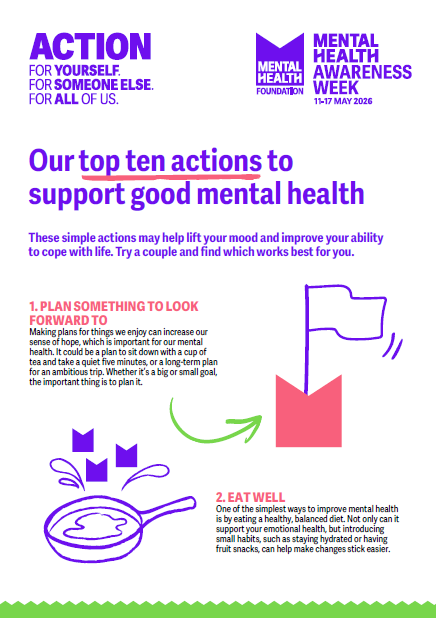 ACTION
FOR YOURSELF.
FOR SOMEONE ELSE.
FOR ALL OF US.
MENTAL
HEALTH
FOUNDATION
MENTAL
HEALTH
AWARENESS
WEEK
11-17 MAY 2026
Our top ten actions to
support good mental health
These simple actions may help lift your mood and improve your ability
to cope with life. Try a couple and find which works best for you.
1. PLAN SOMETHING TO LOOK
FORWARD TO
Making plans for things we enjoy can increase our
sense of hope, which is important for our mental
health. It could be a plan to sit down with a cup of
tea and take a quiet five minutes, or a long-term plan
for an ambitious trip. Whether it's a big or small goal,
the important thing is to plan it.
2. EAT WELL
One of the simplest ways to improve mental health
is by eating a healthy, balanced diet. Not only can it
support your emotional health, but introducing
small habits, such as staying hydrated or having
fruit snacks, can help make changes stick easier.